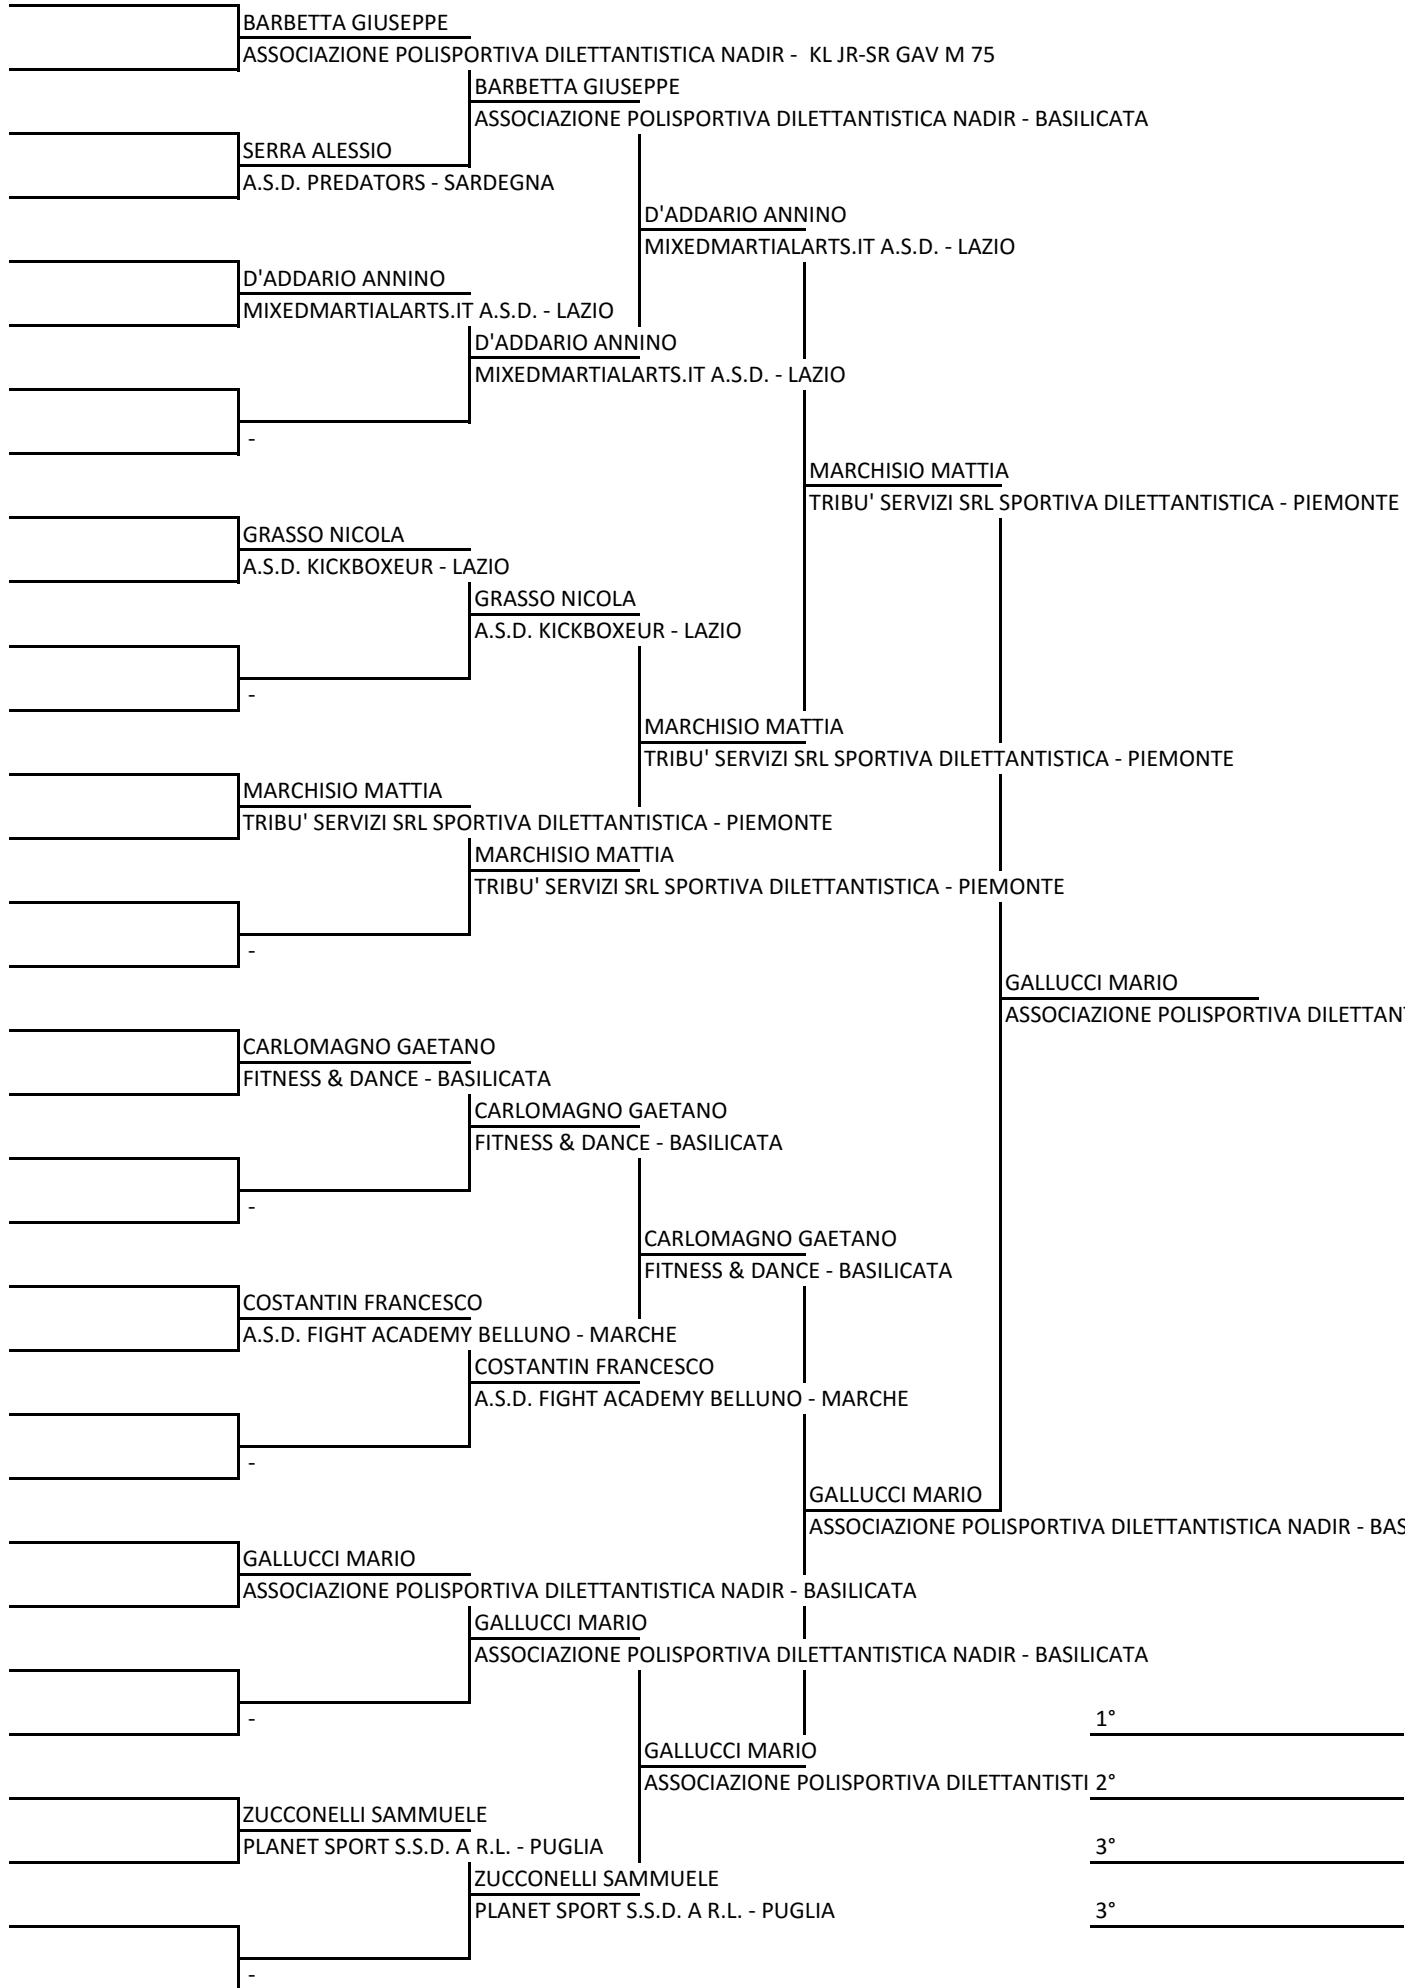 BARBETTA GIUSEPPE
ASSOCIAZIONE POLISPORTIVA DILETTANTISTICA NADIR - KL JR-SR GAV M 75
BARBETTA GIUSEPPE
ASSOCIAZIONE POLISPORTIVA DILETTANTISTICA NADIR - BASILICATA
SERRA ALESSIO
A.S.D. PREDATORS - SARDEGNA
D'ADDARIO ANNINO
MIXEDMARTIALARTS.IT A.S.D. - LAZIO
D'ADDARIO ANNINO
MIXEDMARTIALARTS.IT A.S.D. - LAZIO
D'ADDARIO ANNINO
MIXEDMARTIALARTS.IT A.S.D. - LAZIO
-
MARCHISIO MATTIA
TRIBU' SERVIZI SRL SPORTIVA DILETTANTISTICA - PIEMONTE
GRASSO NICOLA
A.S.D. KICKBOXEUR - LAZIO
GRASSO NICOLA
A.S.D. KICKBOXEUR - LAZIO
-
MARCHISIO MATTIA
TRIBU' SERVIZI SRL SPORTIVA DILETTANTISTICA - PIEMONTE
MARCHISIO MATTIA
TRIBU' SERVIZI SRL SPORTIVA DILETTANTISTICA - PIEMONTE
MARCHISIO MATTIA
TRIBU' SERVIZI SRL SPORTIVA DILETTANTISTICA - PIEMONTE
-
GALLUCCI MARIO
ASSOCIAZIONE POLISPORTIVA DILETTAN
CARLOMAGNO GAETANO
FITNESS & DANCE - BASILICATA
CARLOMAGNO GAETANO
FITNESS & DANCE - BASILICATA
-
CARLOMAGNO GAETANO
FITNESS & DANCE - BASILICATA
COSTANTIN FRANCESCO
A.S.D. FIGHT ACADEMY BELLUNO - MARCHE
COSTANTIN FRANCESCO
A.S.D. FIGHT ACADEMY BELLUNO - MARCHE
-
GALLUCCI MARIO
ASSOCIAZIONE POLISPORTIVA DILETTANTISTICA NADIR - BAS
GALLUCCI MARIO
ASSOCIAZIONE POLISPORTIVA DILETTANTISTICA NADIR - BASILICATA
GALLUCCI MARIO
ASSOCIAZIONE POLISPORTIVA DILETTANTISTICA NADIR - BASILICATA
-
1°
GALLUCCI MARIO
ASSOCIAZIONE POLISPORTIVA DILETTANTISTI 2°
ZUCCONELLI SAMMUELE
PLANET SPORT S.S.D. A R.L. - PUGLIA
3°
ZUCCONELLI SAMMUELE
PLANET SPORT S.S.D. A R.L. - PUGLIA
3°
-